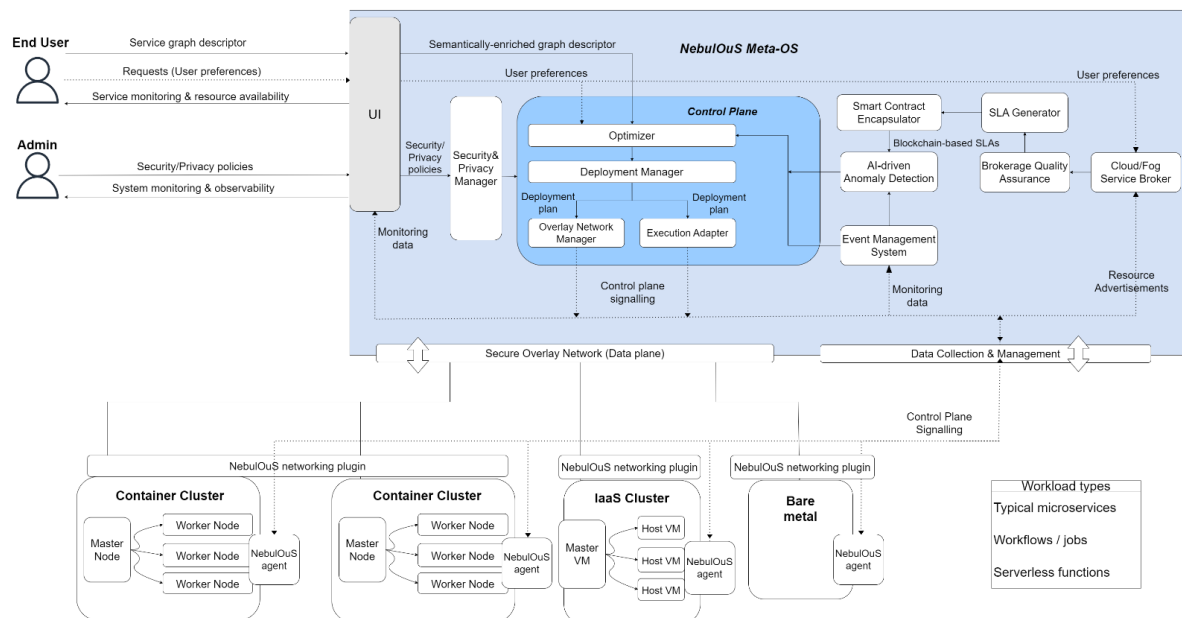 End User
Service graph descriptor
Requests (User preferences)
Service monitoring & resource availability
Admin
Security/Privacy policies
System monitoring & observability
UI
Semantically-enriched graph descriptor
NebulOuS Meta-OS
User preferences
User preferences
Security/
Privacy
policies
Security&
Privacy
Manager
Control Plane
Optimizer
Deployment Manager
Deployment
plan
Deployment
plan
Overlay Network
Manager
Execution Adapter
Smart Contract
Encapsulator
SLA Generator
Blockchain-based SLAs
AI-driven
Anomaly Detection
Brokerage Quality
Assurance
Cloud/Fog
Service Broker
Event Management
System
Monitoring
data
Control plane
signalling
Monitoring
data
Resource
Advertisements
Secure Overlay Network (Data plane)
Data Collection & Management
Control Plane
Signalling
NebulOuS networking plugin
NebulOuS networking plugin
NebulOuS networking plugin
Container Cluster
Master
Node
Worker Node
Worker Node
Worker Node
NebulOuS
agent
Container Cluster
Master
Node
Worker Node
Worker Node
Worker Node
NebulOuS
agent
IaaS Cluster
Master
VM
Host VM
Host VM
Host VM
NebulOuS
agent
Bare
metal
NebulOuS
agent
Workload types
Typical microservices
Workflows / jobs
Serverless functions